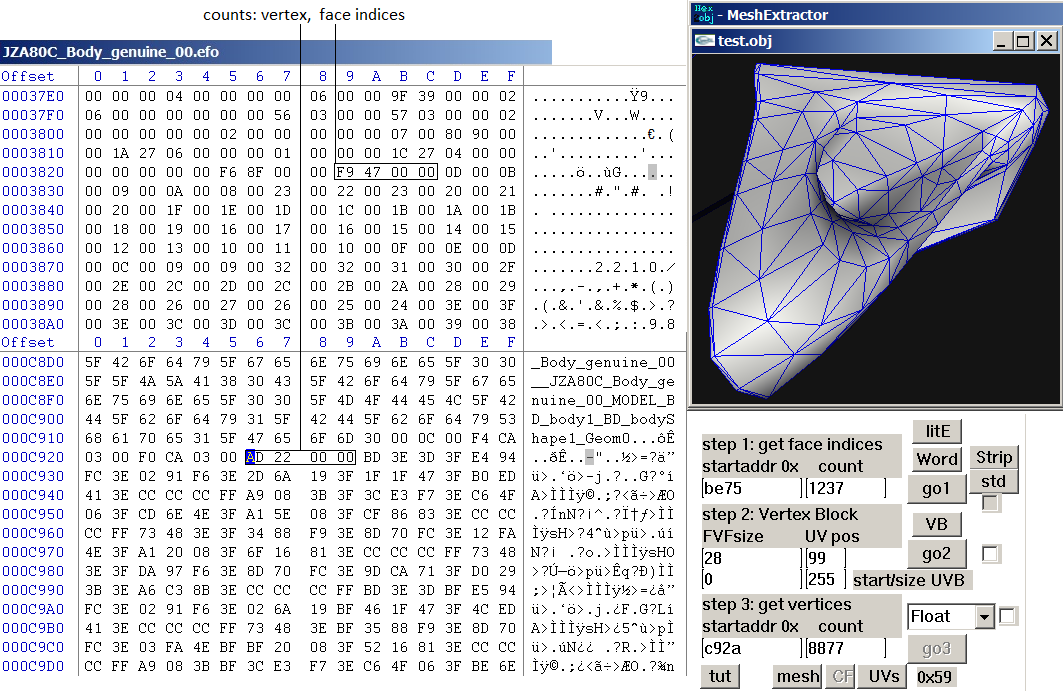 counts: vertex, face indices
JZA80C_Body_genuine_00.efo
Offset 0 1 2 3 4 5 6 7 8 9 A B C D E F
00037E0 00 00 00 04 00 00 00 00 06 00 00 9F 39 00 00 02 ...........Ÿ9...
00037F0 06 00 00 00 00 00 00 56 03 00 00 57 03 00 00 02 .......V...W....
0003800 00 00 00 00 00 02 00 00 00 00 00 07 00 80 90 00 .............€.(
0003810 00 1A 27 06 00 00 00 01 00 00 00 1C 27 04 00 00 ..'.........'...
0003820 00 00 00 00 00 F6 8F 00 00 F9 47 00 00 0D 00 0B .....ö..ùG......
0003830 00 09 00 0A 00 08 00 23 00 22 00 23 00 20 00 21 .......#.".#. .!
0003840 00 20 00 1F 00 1E 00 1D 00 1C 00 1B 00 1A 00 1B . ..............
0003850 00 18 00 19 00 16 00 17 00 16 00 15 00 14 00 15 ................
0003860 00 12 00 13 00 10 00 11 00 10 00 0F 00 0E 00 0D ................
0003870 00 0C 00 09 00 09 00 32 00 32 00 31 00 30 00 2F .......2.2.1.0./
0003880 00 2E 00 2C 00 2D 00 2C 00 2B 00 2A 00 28 00 29 ...,.-.,.+.*.(.)
0003890 00 28 00 26 00 27 00 26 00 25 00 24 00 3E 00 3F .(.&.'.&.%.$.>.?
00038A0 00 3E 00 3C 00 3D 00 3C 00 3B 00 3A 00 39 00 38 .>.<.=.<.;.:.9.8
Offset 0 1 2 3 4 5 6 7 8 9 A B C D E F
000C8D0 5F 42 6F 64 79 5F 67 65 6E 75 69 6E 65 5F 30 30 _Body_genuine_00
000C8E0 5F 5F 4A 5A 41 38 30 43 5F 42 6F 64 79 5F 67 65 __JZA80C_Body_ge
000C8F0 6E 75 69 6E 65 5F 30 30 5F 4D 4F 44 45 4C 5F 42 nuine_00_MODEL_B
000C900 44 5F 62 6F 64 79 31 5F 42 44 5F 62 6F 64 79 53 D_body1_BD_bodyS
000C910 68 61 70 65 31 5F 47 65 6F 6D 30 00 0C 00 F4 CA hape1_Geom0...ôÊ
000C920 03 00 F0 CA 03 00 AD 22 00 00 BD 3E 3D 3F E4 94 ..ðÊ..-"..½>=?ä”
000C930 FC 3E 02 91 F6 3E 2D 6A 19 3F 1F 1F 47 3F B0 ED ü>.‘ö>-j.?..G?°í
000C940 41 3E CC CC CC FF A9 08 3B 3F 3C E3 F7 3E C6 4F A>ÌÌÌÿ©.;?<ã÷>ÆO
000C950 06 3F CD 6E 4E 3F A1 5E 08 3F CF 86 83 3E CC CC .?ÍnN?¡^.?Ï†ƒ>ÌÌ
000C960 CC FF 73 48 3E 3F 34 88 F9 3E 8D 70 FC 3E 12 FA ÌÿsH>?4ˆù>pü>.ú
000C970 4E 3F A1 20 08 3F 6F 16 81 3E CC CC CC FF 73 48 N?¡ .?o.>ÌÌÌÿsH
000C980 3E 3F DA 97 F6 3E 8D 70 FC 3E 9D CA 71 3F D0 29 >?Ú—ö>pü>Êq?Ð)
000C990 3B 3E A6 C3 8B 3E CC CC CC FF BD 3E 3D BF E5 94 ;>¦Ã‹>ÌÌÌÿ½>=¿å”
000C9A0 FC 3E 02 91 F6 3E 02 6A 19 BF 46 1F 47 3F 4C ED ü>.‘ö>.j.¿F.G?Lí
000C9B0 41 3E CC CC CC FF 73 48 3E BF 35 88 F9 3E 8D 70 A>ÌÌÌÿsH>¿5ˆù>p
000C9C0 FC 3E 03 FA 4E BF BF 20 08 3F 52 16 81 3E CC CC ü>.úN¿¿ .?R.>ÌÌ
000C9D0 CC FF A9 08 3B BF 3C E3 F7 3E C6 4F 06 3F BE 6E Ìÿ©.;¿<ã÷>ÆO.?¾n
Hex
obj - MeshExtractor
test.obj
step 1: get face indices
startaddr 0x count
be75 1237
litE
Word
go1
Strip
std
step 2: Vertex Block
FVFsize UV pos
28 99
0 255 start/size UVB
VB
go2
step 3: get vertices
startaddr 0x count
c92a 8877
Float
go3
tut mesh CF UVs 0x59